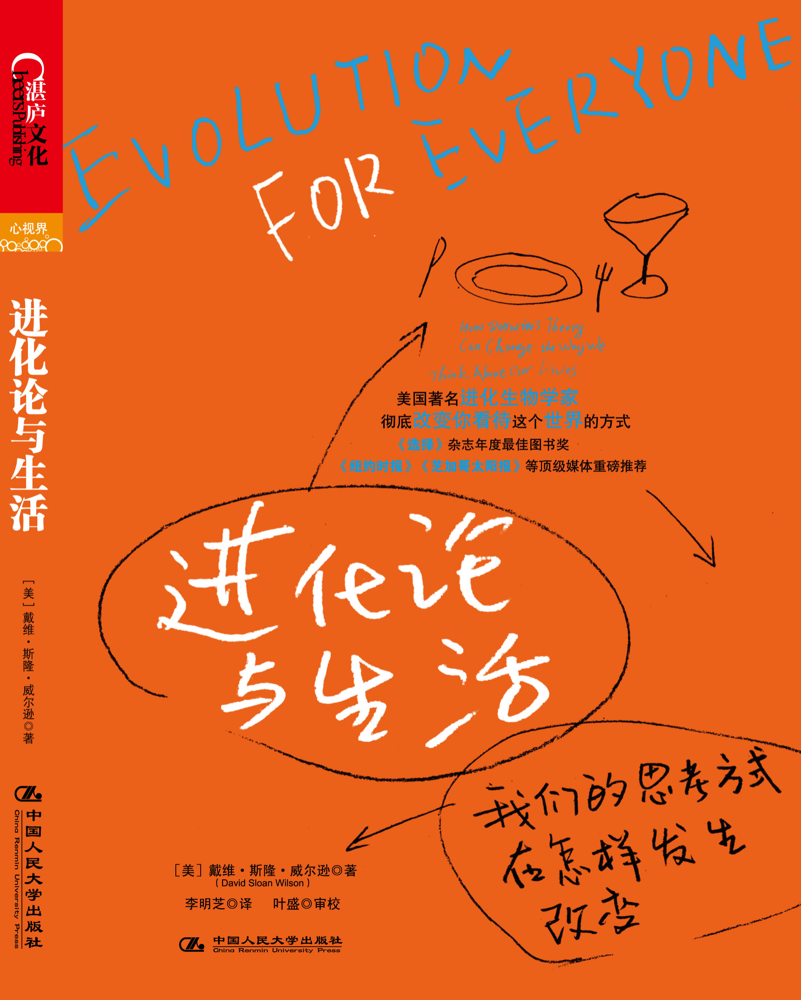 湛庐文化
Cheers Publishing
心视界
进化论与生活
［美］戴维·斯隆·威尔逊◎著
中国人民大学出版社
China Renmin University Press
EVOLUTION
FOR EVERYONE
How Darwin's Theory
Can Change the Way We
Think About Our Lives
美国著名进化生物学家
彻底改变你看待这个世界的方式
《选择》杂志年度最佳图书奖
《纽约时报》《芝加哥太阳报》等顶级媒体重磅推荐
进化论
与生活
我们的思考方式
在怎样发生
改变
［美］戴维·斯隆·威尔逊◎著
（David Sloan Wilson）
李明芝◎译 叶盛◎审校
中国人民大学出版社
China Renmin University Press